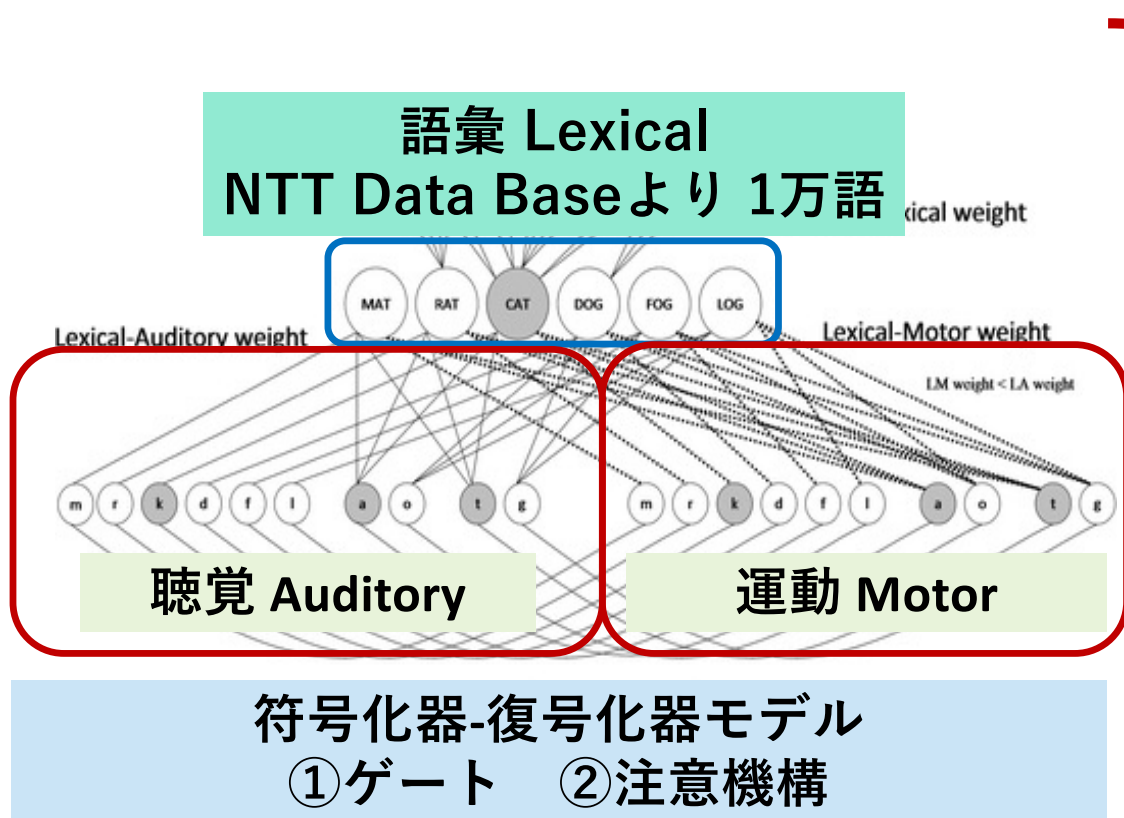 語彙 Lexical
NTT Data Baseより 1万語
xical weight
MAT RAT CAT DOG FOG LOG
Lexical-Auditory weight
Lexical-Motor weight
LM weight < LA weight
m r k d f l a o t g
m r k d f l a o t g
聴覚 Auditory
運動 Motor
符号化器-復号化器モデル
①ゲート ②注意機構